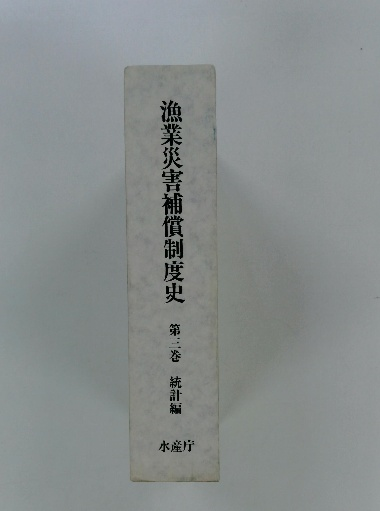 漁業災害補償制度史
第三巻 統計編
水産庁